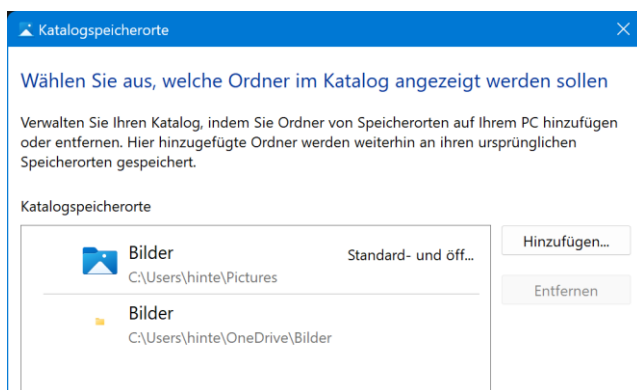 Katalogspeicherorte
Wählen Sie aus, welche Ordner im Katalog angezeigt werden sollen
Verwalten Sie Ihren Katalog, indem Sie Ordner von Speicherorten auf Ihrem PC hinzufügen
oder entfernen. Hier hinzugefügte Ordner werden weiterhin an ihren ursprünglichen
Speicherorten gespeichert.
Katalogspeicherorte
Bilder Standard- und öff...
C:\Users\hinte\Pictures
Bilder
C:\Users\hinte\OneDrive\Bilder
Hinzufügen...
Entfernen